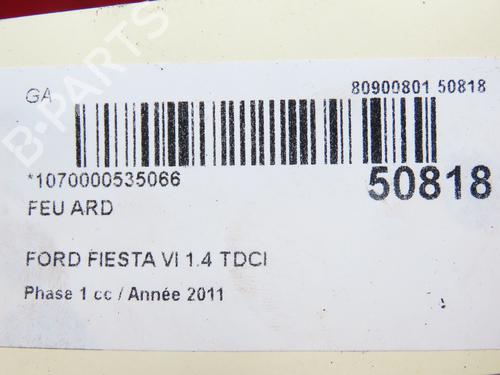 B-PARTS
GA
80900801 50818
*1070000535066
50818
FEU ARD
FORD FIESTA VI 1.4 TDCI
Phase 1 cc / Année 2011